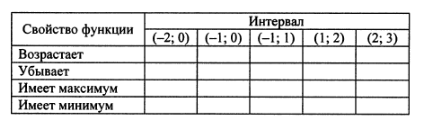 Свойство функции Интервал
(–2; 0) (–1; 0) (–1; 1) (1; 2) (2; 3)
Возрастает
Убывает
Имеет максимум
Имеет минимум